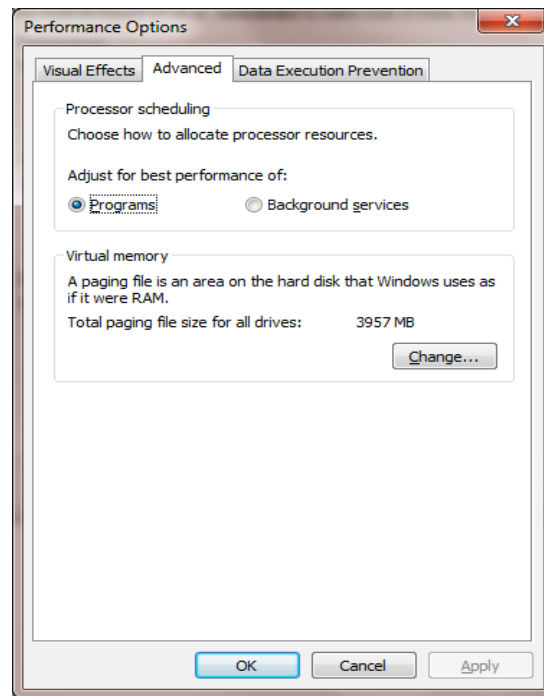 Performance Options
Visual Effects Advanced Data Execution Prevention
Processor scheduling
Choose how to allocate processor resources.
Adjust for best performance of:
Programs Background services
Virtual memory
A paging file is an area on the hard disk that Windows uses as
if it were RAM.
Total paging file size for all drives: 3957 MB
Change...
OK Cancel Apply